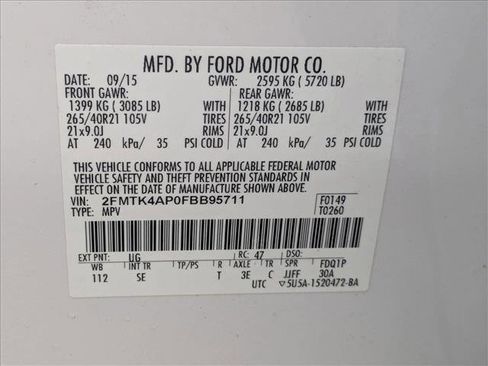 MFD. BY FORD MOTOR CO.
DATE: 09/15 GVWR: 2595 KG ( 5720 LB)
FRONT GAWR: REAR GAWR:
1399 KG ( 3085 LB) WITH 1218 KG ( 2685 LB) WITH
265/40R21 105V TIRES 265/40R21 105V TIRES
21x9.0J RIMS 21x9.0J RIMS
AT 240 kPa/ 35 PSI COLD AT 240 kPa/ 35 PSI COLD
THIS VEHICLE CONFORMS TO ALL APPLICABLE FEDERAL MOTOR
VEHICLE SAFETY AND THEFT PREVENTION STANDARDS IN
EFFECT ON THE DATE OF MANUFACTURE SHOWN ABOVE.
VIN: 2FMTK4AP0FBB95711 F0149
TYPE: MPV T0260
EXT PNT: UG RC: 47 DSO:
WB INT TR TP/PS R AXLE TR SPR FDQ1P
112 SE T 3E C JJFF 30A
UTC ▽5U5A-1520472-BA